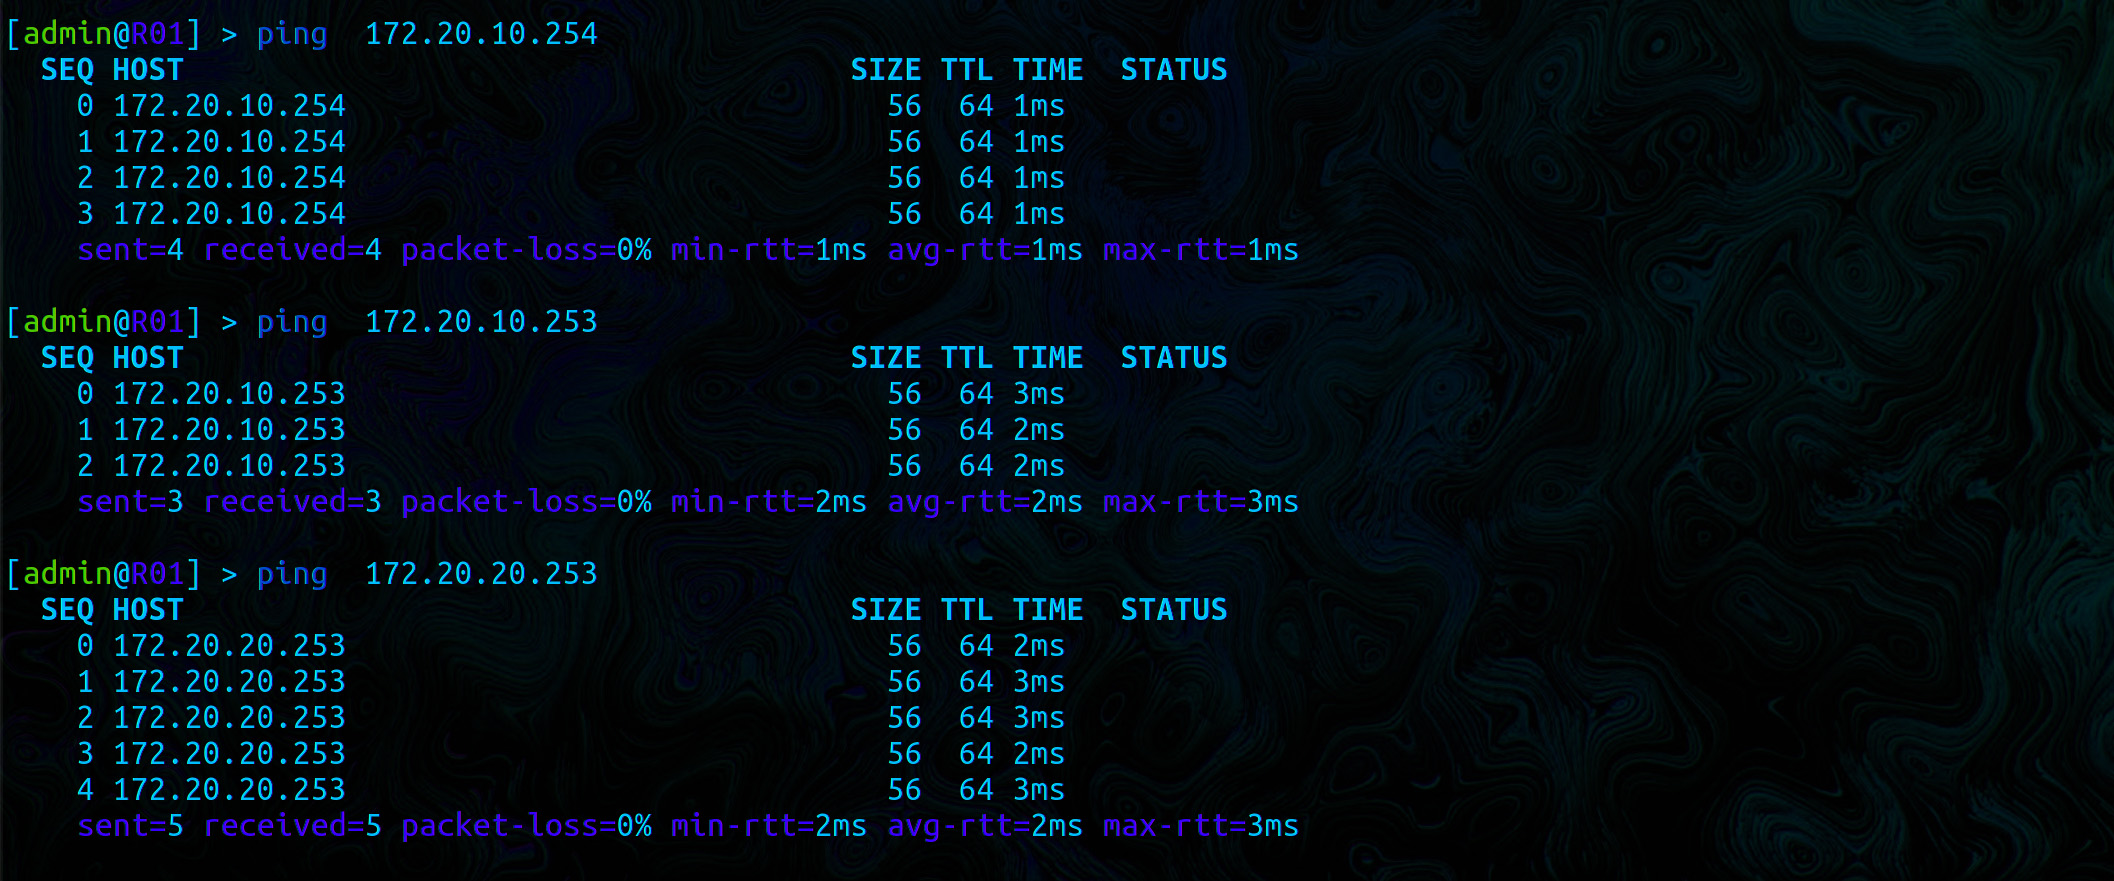 [admin@R01] > ping  172.20.10.254
  SEQ HOST                                     SIZE TTL TIME  STATUS
    0 172.20.10.254                              56  64 1ms
    1 172.20.10.254                              56  64 1ms
    2 172.20.10.254                              56  64 1ms
    3 172.20.10.254                              56  64 1ms
    sent=4 received=4 packet-loss=0% min-rtt=1ms avg-rtt=1ms max-rtt=1ms

[admin@R01] > ping  172.20.10.253
  SEQ HOST                                     SIZE TTL TIME  STATUS
    0 172.20.10.253                              56  64 3ms
    1 172.20.10.253                              56  64 2ms
    2 172.20.10.253                              56  64 2ms
    sent=3 received=3 packet-loss=0% min-rtt=2ms avg-rtt=2ms max-rtt=3ms

[admin@R01] > ping  172.20.20.253
  SEQ HOST                                     SIZE TTL TIME  STATUS
    0 172.20.20.253                              56  64 2ms
    1 172.20.20.253                              56  64 3ms
    2 172.20.20.253                              56  64 3ms
    3 172.20.20.253                              56  64 2ms
    4 172.20.20.253                              56  64 3ms
    sent=5 received=5 packet-loss=0% min-rtt=2ms avg-rtt=2ms max-rtt=3ms